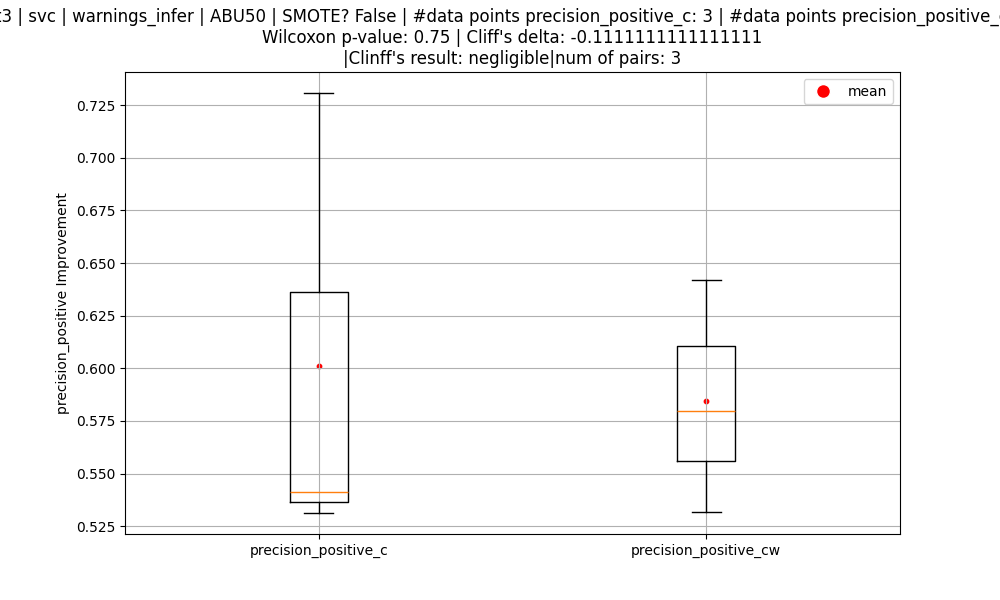 | svc | warnings_infer | ABU50 | SMOTE? False | #data points precision_positive_c: 3 | #data points
Wilcoxon p-value: 0.75 | Cliff's delta: -0.1111111111111111
|Clinff's result: negligible|num of pairs: 3
mean
0.725
0.700
0.675
0.650
0.625
0.600
0.575
0.550
0.525
precision_positive Improvement
precision_positive_c
precision_positive_cw